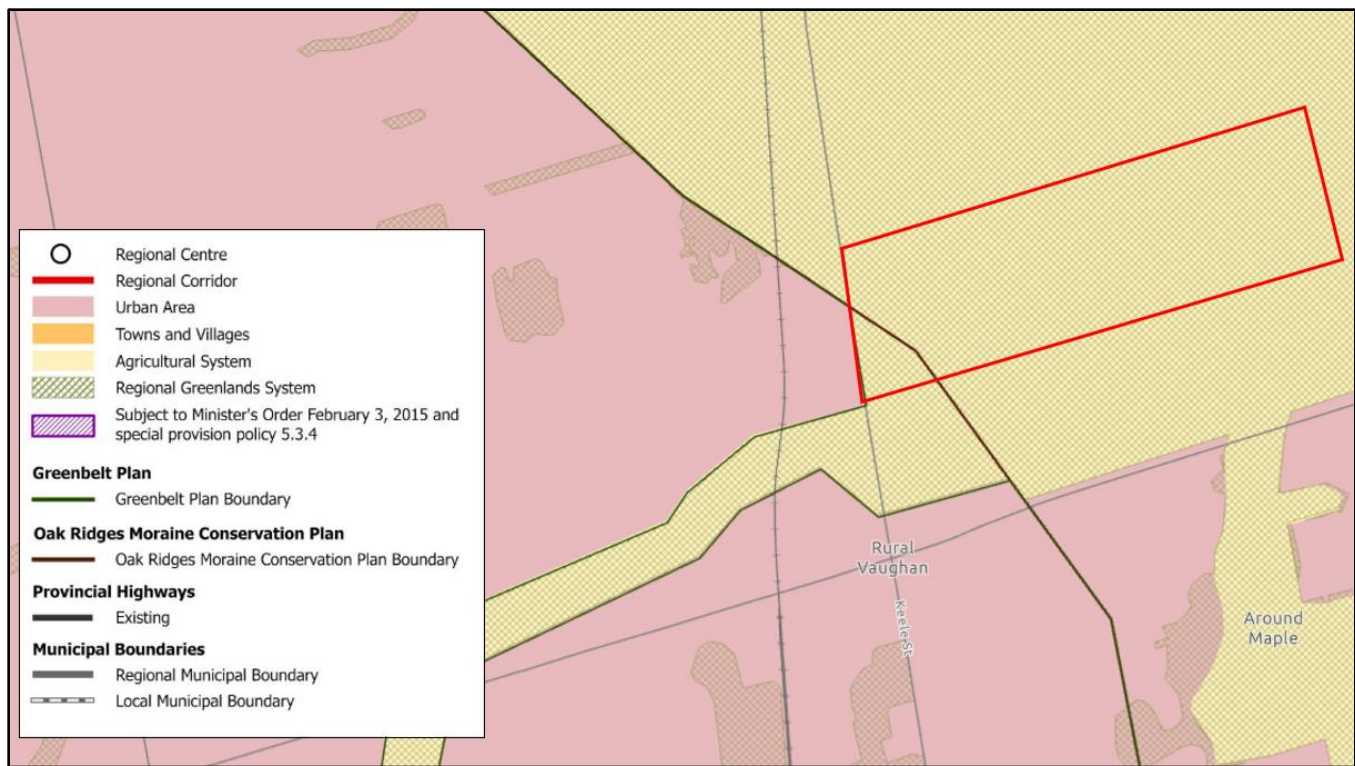 Regional Centre
Regional Corridor
Urban Area
Towns and Villages
Agricultural System
Regional Greenlands System
Subject to Minister's Order February 3, 2015 and
special provision policy 5.3.4
Greenbelt Plan
Greenbelt Plan Boundary
Oak Ridges Moraine Conservation Plan
Oak Ridges Moraine Conservation Plan Boundary
Provincial Highways
Existing
Municipal Boundaries
Regional Municipal Boundary
Local Municipal Boundary
Rural
Vaughan
Keele St
Around
Maple